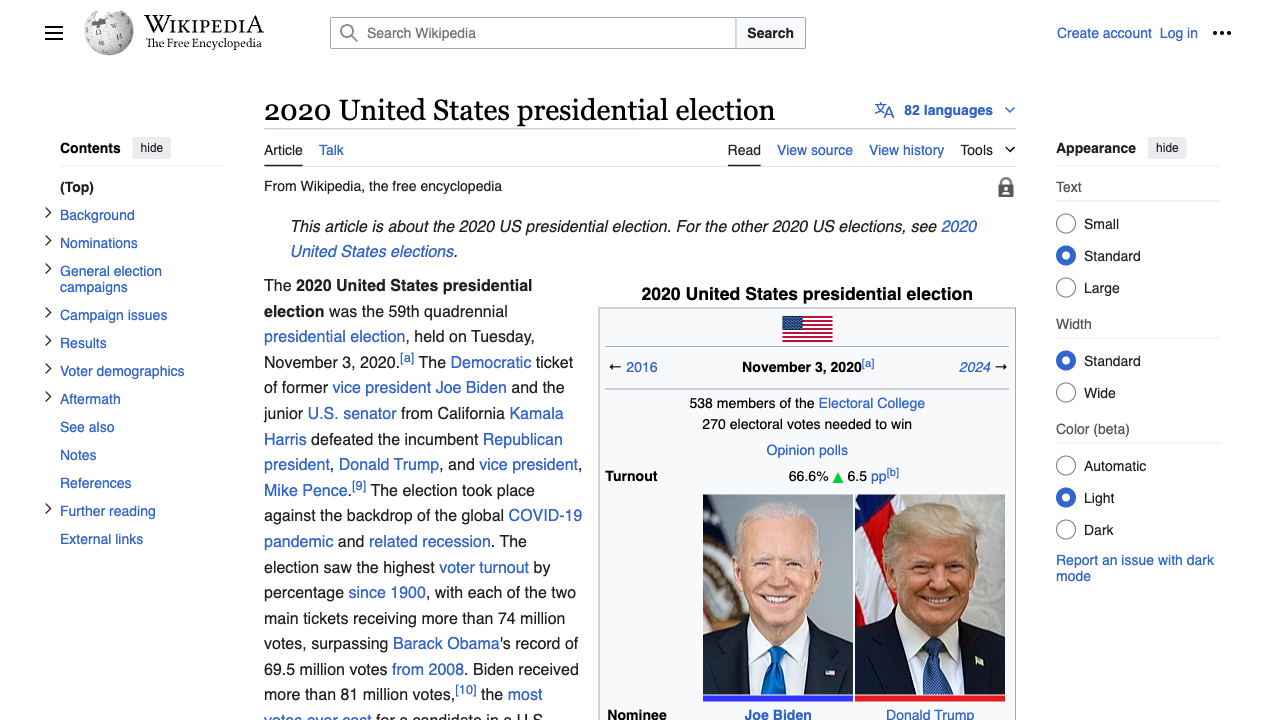 WIKIPEDIA
The Free Encyclopedia
Search Wikipedia
Search
Create account Log in
2020 United States presidential election
82 languages
Contents hide
Article Talk
Read View source View history Tools
Appearance hide
From Wikipedia, the free encyclopedia
(Top)
Background
Nominations
General election
campaigns
Campaign issues
Results
Voter demographics
Aftermath
See also
Notes
References
Further reading
External links
This article is about the 2020 US presidential election. For the other 2020 US elections, see 2020
United States elections.
The 2020 United States presidential
election was the 59th quadrennial
presidential election, held on Tuesday,
November 3, 2020.[a] The Democratic ticket
of former vice president Joe Biden and the
junior U.S. senator from California Kamala
Harris defeated the incumbent Republican
president, Donald Trump, and vice president,
Mike Pence.[9] The election took place
against the backdrop of the global COVID-19
pandemic and related recession. The
election saw the highest voter turnout by
percentage since 1900, with each of the two
main tickets receiving more than 74 million
votes, surpassing Barack Obama's record of
69.5 million votes from 2008. Biden received
more than 81 million votes,[10] the most
votes ever cast for a candidate in a U.S.
2020 United States presidential election
← 2016 November 3, 2020[a] 2024 →
538 members of the Electoral College
270 electoral votes needed to win
Opinion polls
Turnout 66.6% ▲ 6.5 pp[b]
Nominee Joe Biden Donald Trump
Text
Small
Standard
Large
Width
Standard
Wide
Color (beta)
Automatic
Light
Dark
Report an issue with dark
mode